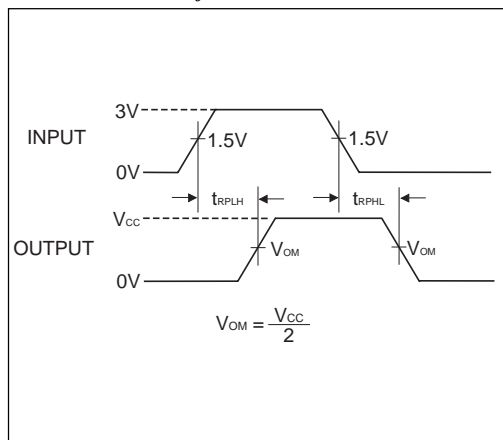 3V
INPUT
1.5V
1.5V
0V
tRPLH
tRPHL
VCC
OUTPUT
VOM
VOM
0V
VOM = VCC
2